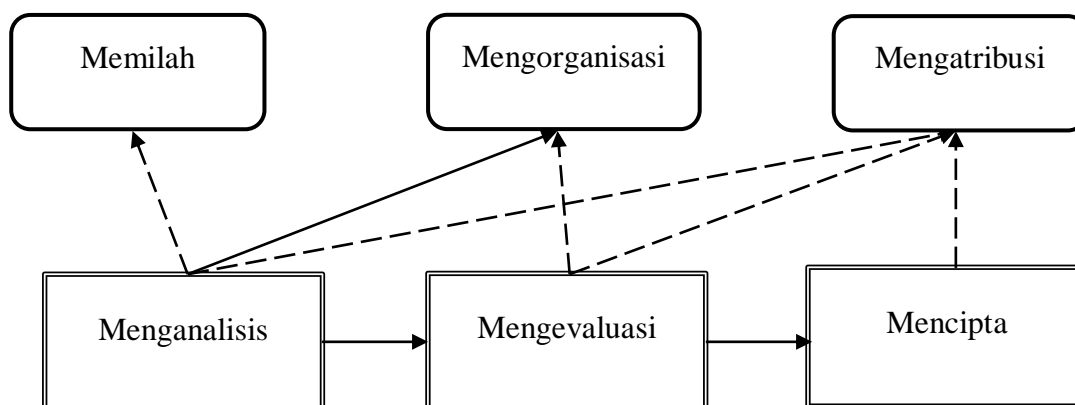 Memilah
Mengorganisasi
Mengatribusi
Menganalisis
Mengevaluasi
Mencipta